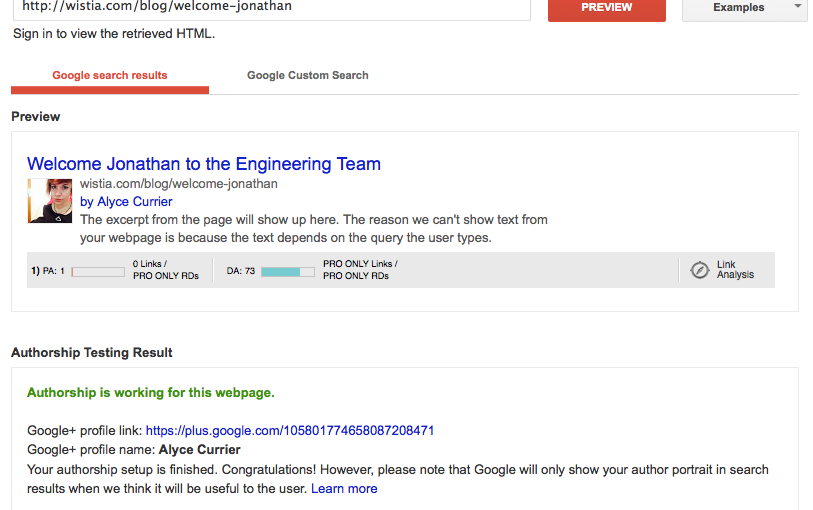 http://wistia.com/blog/welcome-jonathan
PREVIEW
Examples
Sign in to view the retrieved HTML.
Google search results
Google Custom Search
Preview
Welcome Jonathan to the Engineering Team
wistia.com/blog/welcome-jonathan
by Alyce Currier
The excerpt from the page will show up here. The reason we can't show text from
your webpage is because the text depends on the query the user types.
1) PA: 1
0 Links /
PRO ONLY RDs
DA: 73
PRO ONLY Links /
PRO ONLY RDs
Link
Analysis
Authorship Testing Result
Authorship is working for this webpage.
Google+ profile link: https://plus.google.com/105801774658087208471
Google+ profile name: Alyce Currier
Your authorship setup is finished. Congratulations! However, please note that Google will only show your author portrait in search
results when we think it will be useful to the user. Learn more